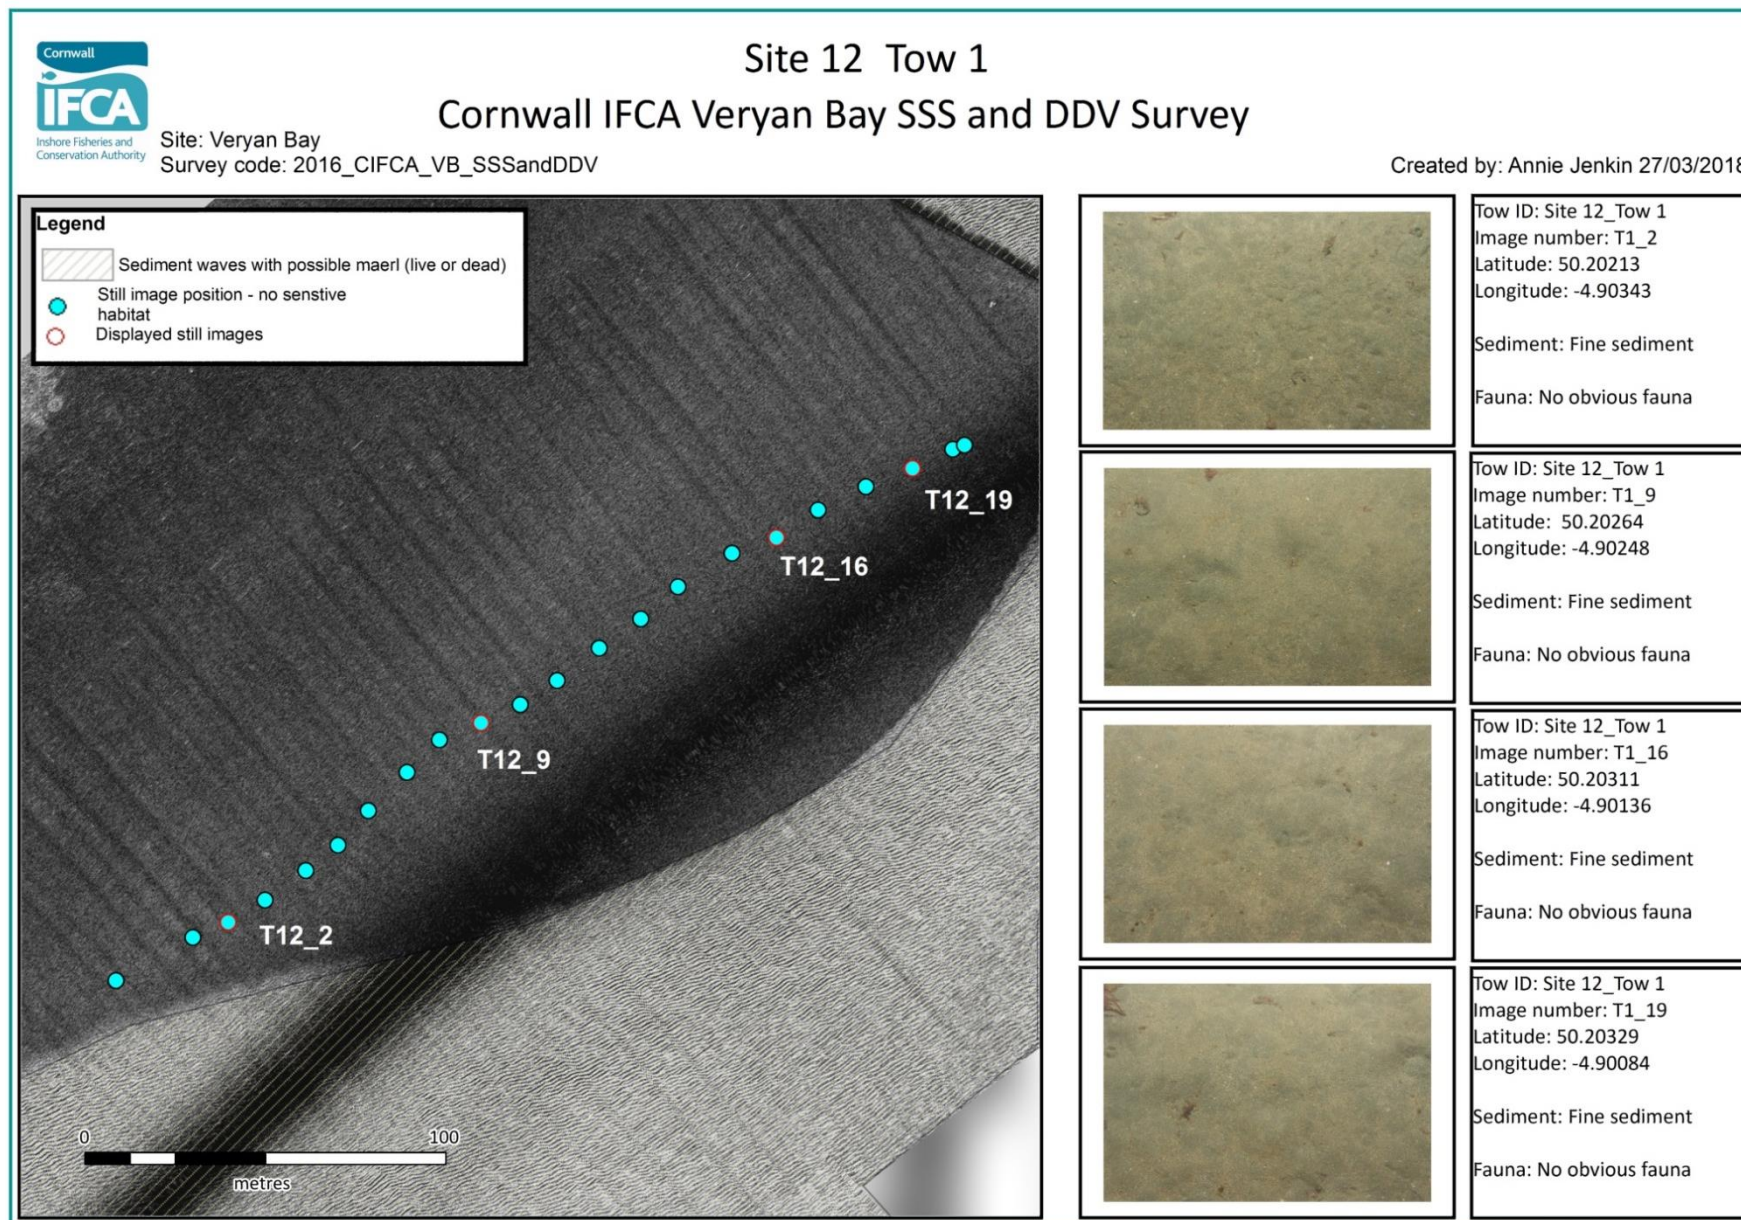 Cornwall
IFCA
Inshore Fisheries and
Conservation Authority
Site 12 Tow 1
Cornwall IFCA Veryan Bay SSS and DDV Survey
Site: Veryan Bay
Survey code: 2016_CIFCA_VB_SSSandDDV
Created by: Annie Jenkin 27/03/2018
Legend
Sediment waves with possible maerl (live or dead)
Still image position - no senstive
habitat
Displayed still images
T12_19
T12_16
T12_9
T12_2
0 100
metres
Tow ID: Site 12_Tow 1
Image number: T1_2
Latitude: 50.20213
Longitude: -4.90343
Sediment: Fine sediment
Fauna: No obvious fauna
Tow ID: Site 12_Tow 1
Image number: T1_9
Latitude: 50.20264
Longitude: -4.90248
Sediment: Fine sediment
Fauna: No obvious fauna
Tow ID: Site 12_Tow 1
Image number: T1_16
Latitude: 50.20311
Longitude: -4.90136
Sediment: Fine sediment
Fauna: No obvious fauna
Tow ID: Site 12_Tow 1
Image number: T1_19
Latitude: 50.20329
Longitude: -4.90084
Sediment: Fine sediment
Fauna: No obvious fauna